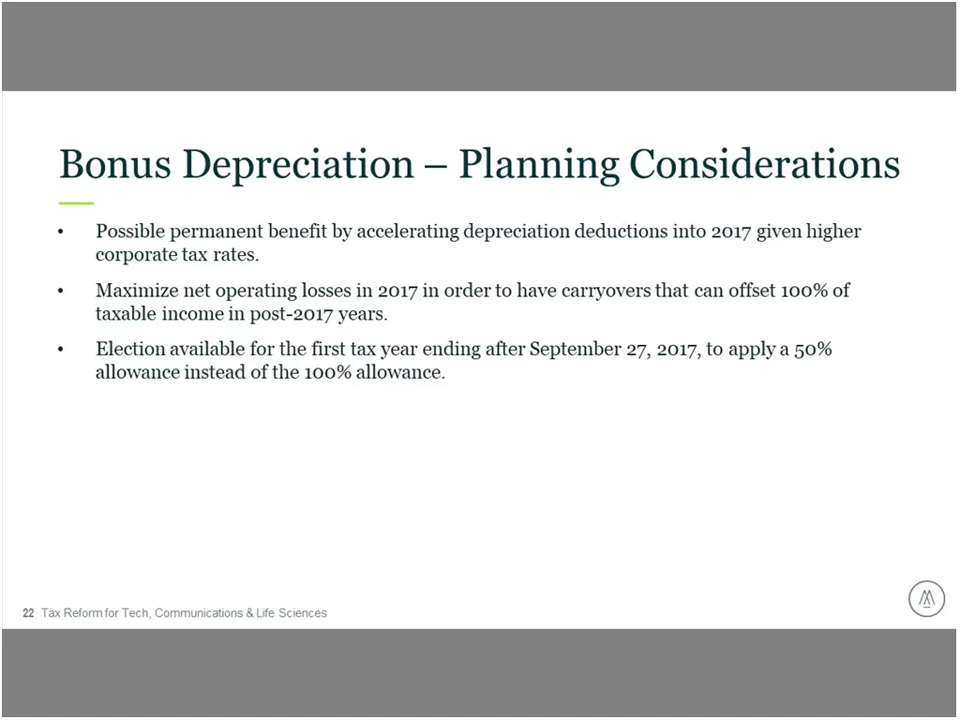 Bonus Depreciation – Planning Considerations
• Possible permanent benefit by accelerating depreciation deductions into 2017 given higher
corporate tax rates.
• Maximize net operating losses in 2017 in order to have carryovers that can offset 100% of
taxable income in post-2017 years.
• Election available for the first tax year ending after September 27, 2017, to apply a 50%
allowance instead of the 100% allowance.
22 Tax Reform for Tech, Communications & Life Sciences